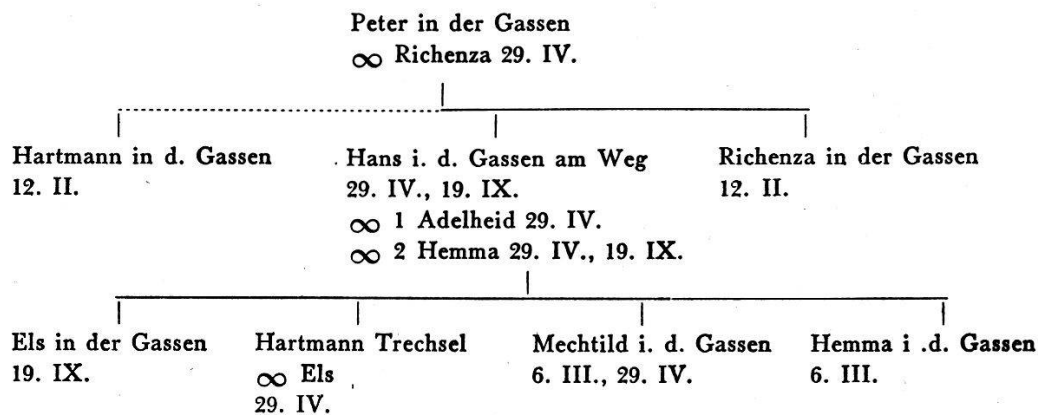 Peter in der Gassen
∞ Richenza 29. IV.
Hartmann in d. Gassen
12. II.
Hans i. d. Gassen am Weg
29. IV., 19. IX.
∞ 1 Adelheid 29. IV.
∞ 2 Hemma 29. IV., 19. IX.
Richenza in der Gassen
12. II.
Els in der Gassen
19. IX.
Hartmann Trechsel
∞ Els
29. IV.
Mechtild i. d. Gassen
6. III., 29. IV.
Hemma i .d. Gassen
6. III.